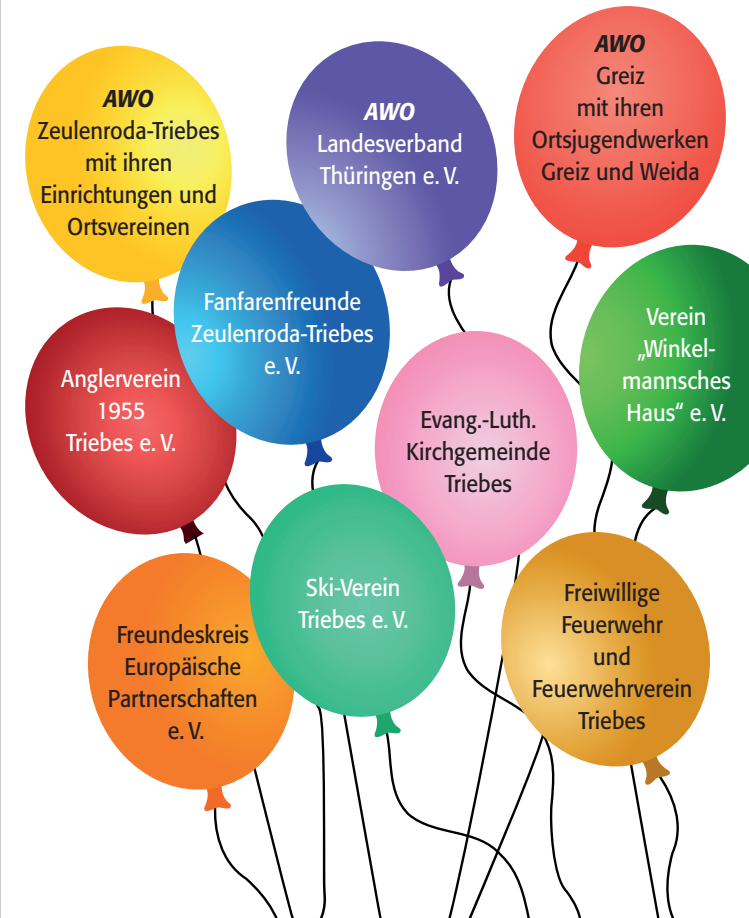 AWO
Zeulenroda-Triebes
mit ihren
Einrichtungen und
Ortsvereinen
AWO
Landesverband
Thüringen e. V.
AWO
Greiz
mit ihren
Ortsjugendwerken
Greiz und Weida
Fanfarenfreunde
Zeulenroda-Triebes
e. V.
Verein
„Winkel-
mannsches
Haus“ e. V.
Anglerverein
1955
Triebes e. V.
Evang.-Luth.
Kirchgemeinde
Triebes
Ski-Verein
Triebes e. V.
Freiwillige
Feuerwehr
und
Feuerwehrverein
Triebes
Freundeskreis
Europäische
Partnerschaften
e. V.